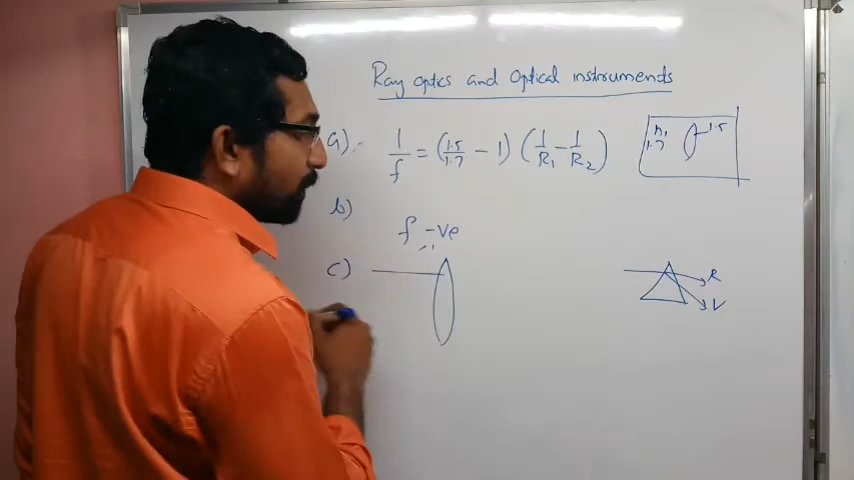 Ray optics and Optical instruments
a). 1/f = (1.5/1.7 - 1) (1/R₁ - 1/R₂)
n₁ 1.5
1.7
b)
f -ve
c)
R
V